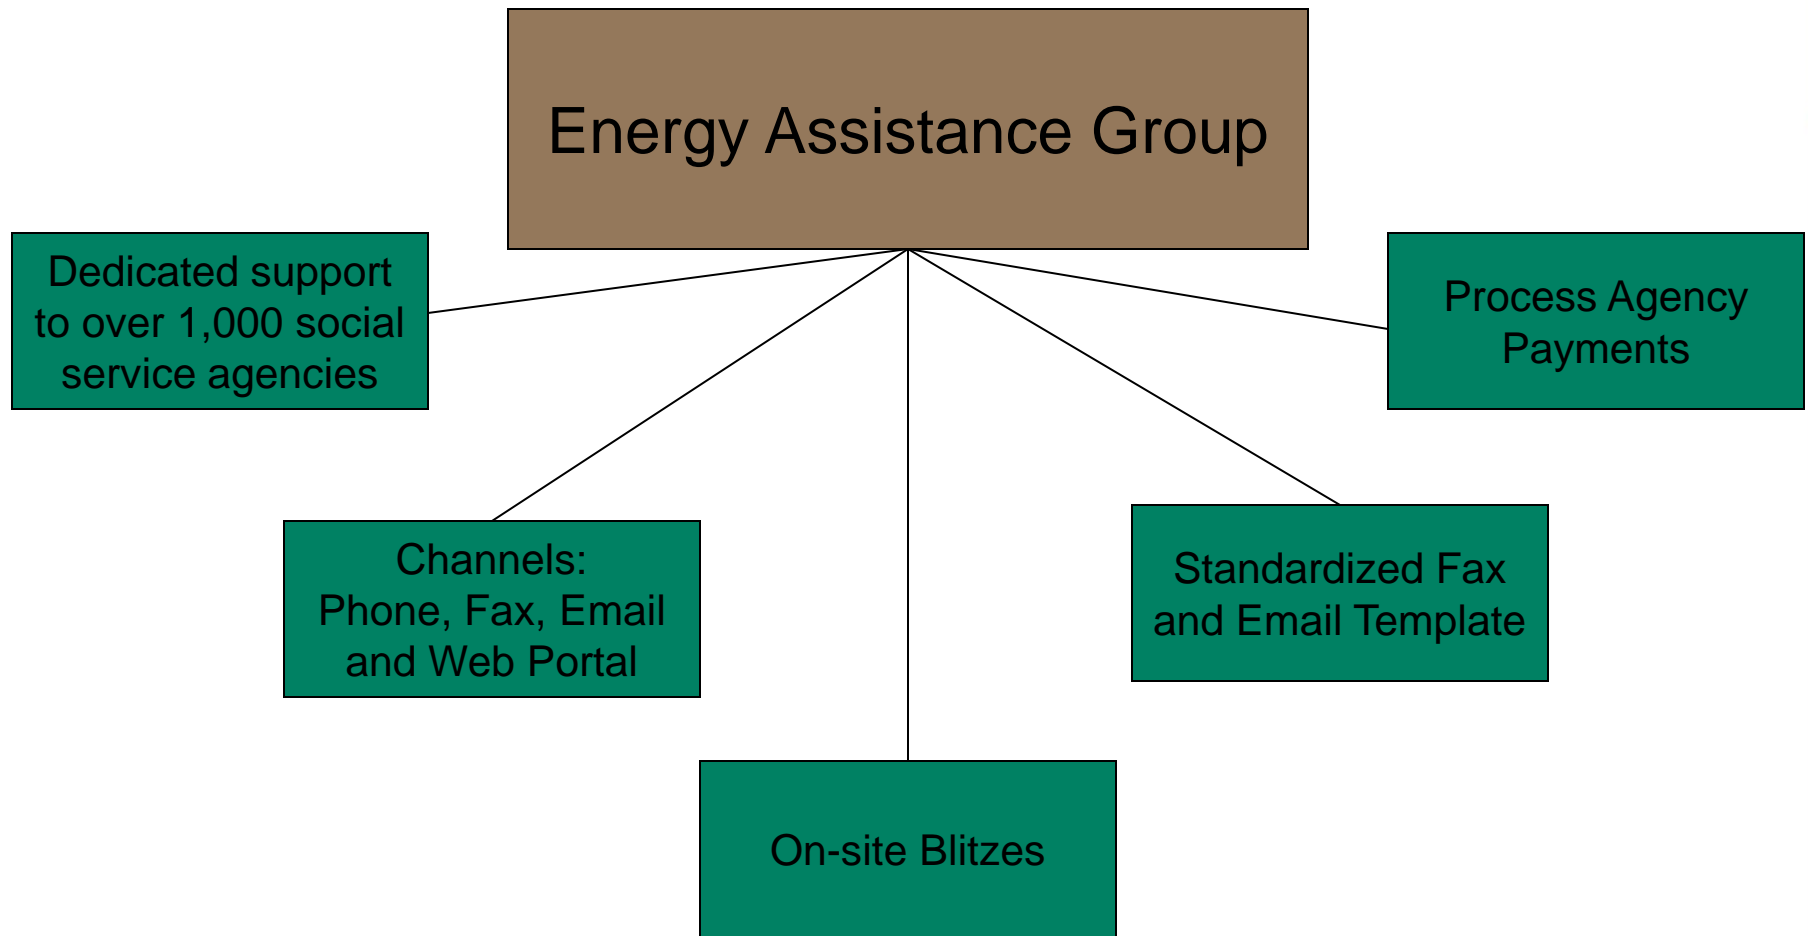 Energy Assistance Group
Dedicated support
to over 1,000 social
service agencies
Process Agency
Payments
Channels:
Phone, Fax, Email
and Web Portal
Standardized Fax
and Email Template
On-site Blitzes